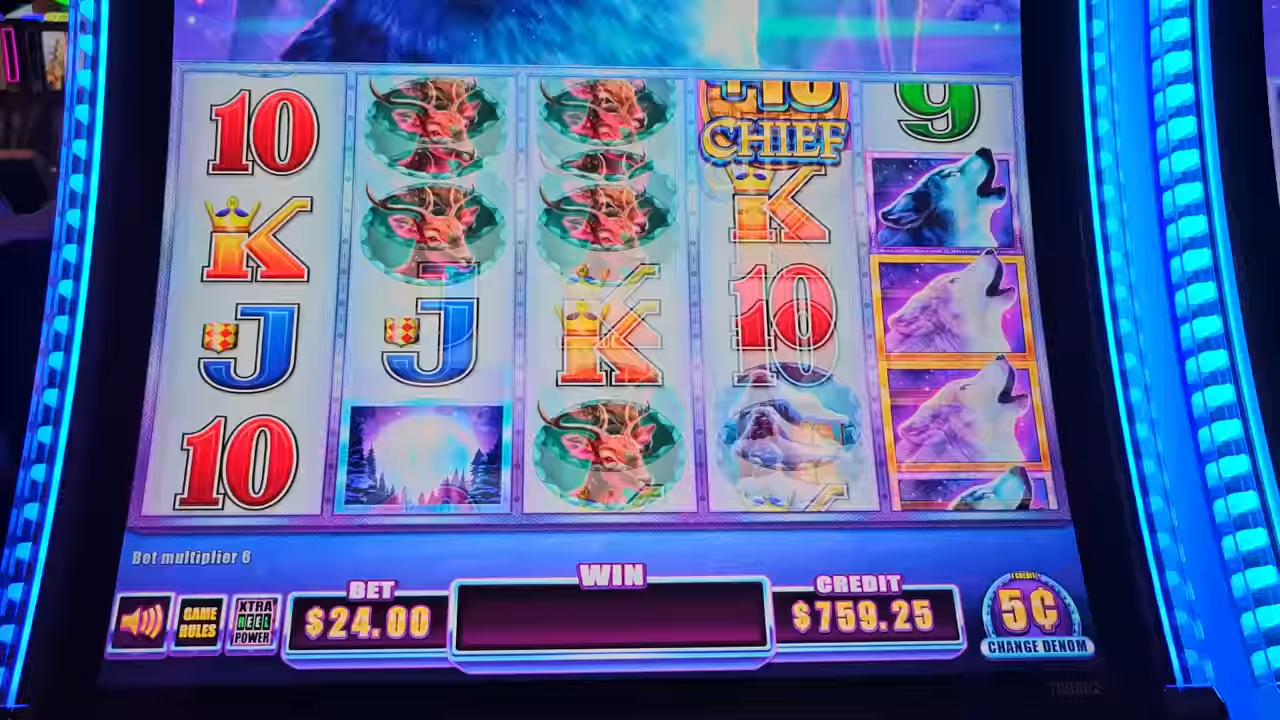 10
CHIEF
9
K
K
J
J
K
10
10
Bet multiplier 6
GAME
RULES
XTRA
REEL
POWER
BET
$24.00
WIN
CREDIT
$759.25
1 CREDIT=
5¢
CHANGE DENOM